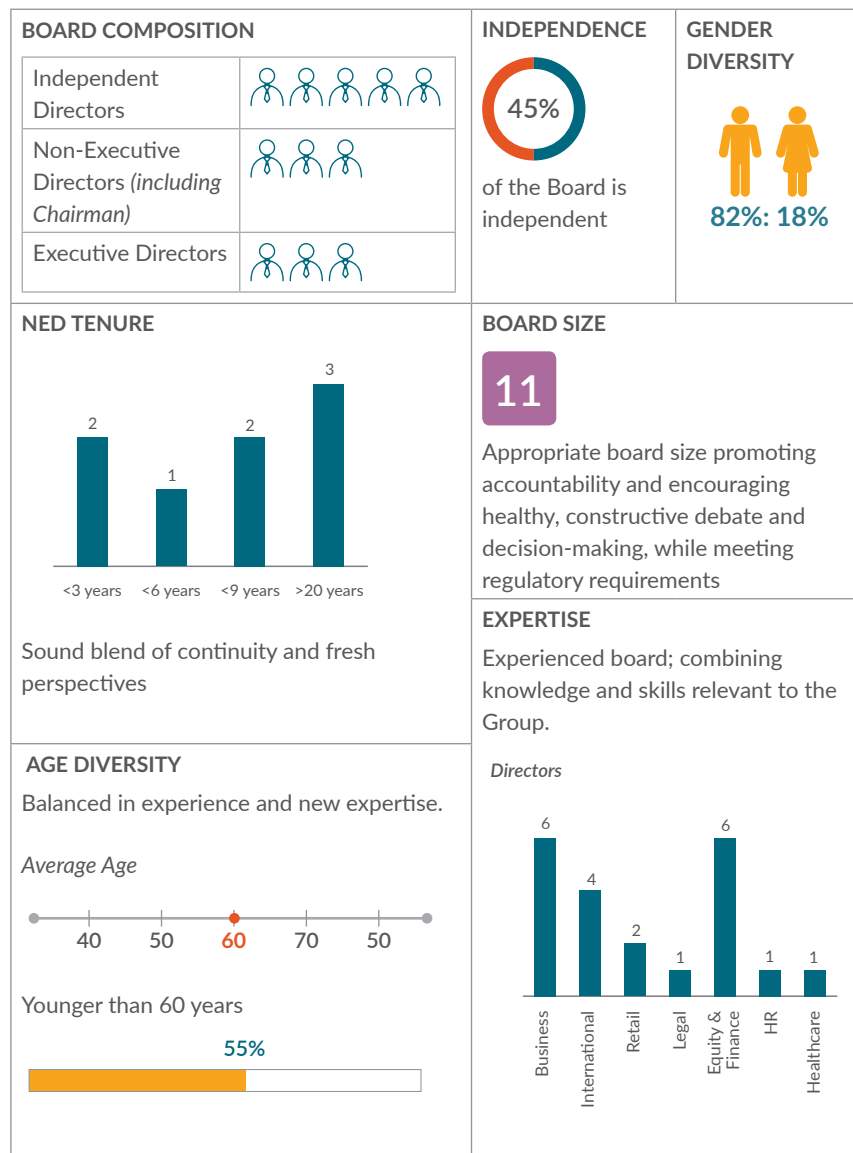 BOARD COMPOSITION
Independent
Directors
Non-Executive
Directors (including
Chairman)
Executive Directors
INDEPENDENCE
45%
of the Board is
independent
GENDER
DIVERSITY
82%: 18%
NED TENURE
2
1
2
3
<3 years
<6 years
<9 years
>20 years
Sound blend of continuity and fresh
perspectives
BOARD SIZE
11
Appropriate board size promoting
accountability and encouraging
healthy, constructive debate and
decision-making, while meeting
regulatory requirements
AGE DIVERSITY
Balanced in experience and new expertise.
Average Age
40
50
60
70
50
Younger than 60 years
55%
EXPERTISE
Experienced board; combining
knowledge and skills relevant to the
Group.
Directors
6
4
2
1
6
1
1
Business
International
Retail
Legal
Equity &
Finance
HR
Healthcare